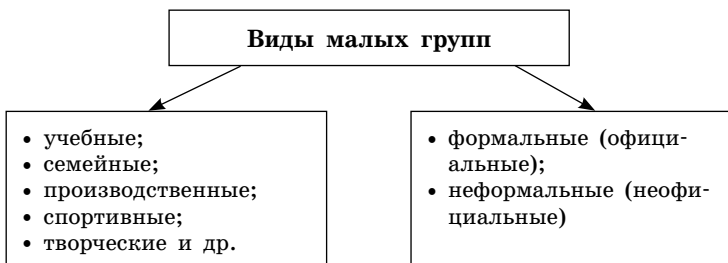 Виды малых групп
• учебные;
• семейные;
• производственные;
• спортивные;
• творческие и др.
• формальные (офици-
альные);
• неформальные (неофи-
циальные)